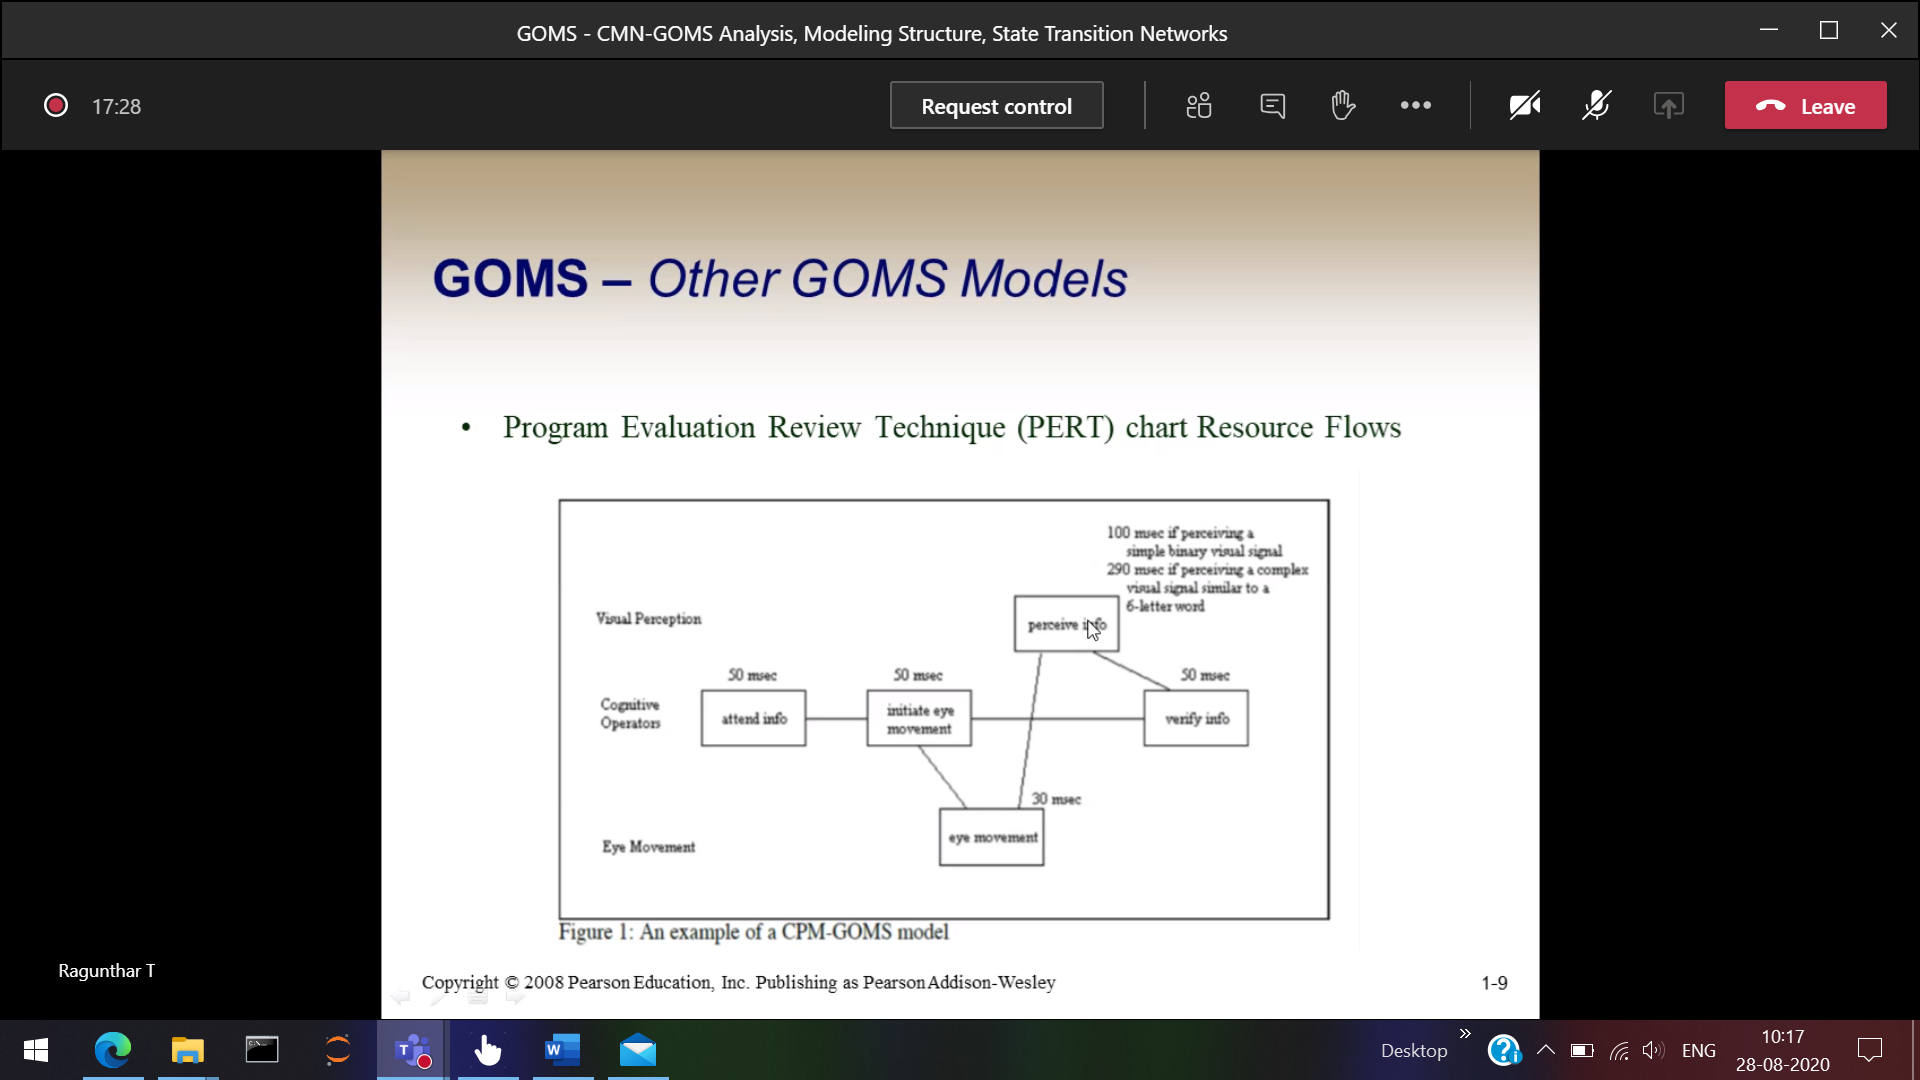 GOMS - CMN-GOMS Analysis, Modeling Structure, State Transition Networks
17:28
Request control
Leave
GOMS – Other GOMS Models
• Program Evaluation Review Technique (PERT) chart Resource Flows
100 msec if perceiving a
simple binary visual signal
290 msec if perceiving a complex
visual signal similar to a
6-letter word
Visual Perception
perceive info
50 msec
50 msec
50 msec
Cognitive
Operators
attend info
initiate eye
movement
verify info
30 msec
Eye Movement
eye movement
Figure 1: An example of a CPM-GOMS model
Ragunthar T
Copyright © 2008 Pearson Education, Inc. Publishing as Pearson Addison-Wesley
1-9
Desktop
ENG
10:17
28-08-2020